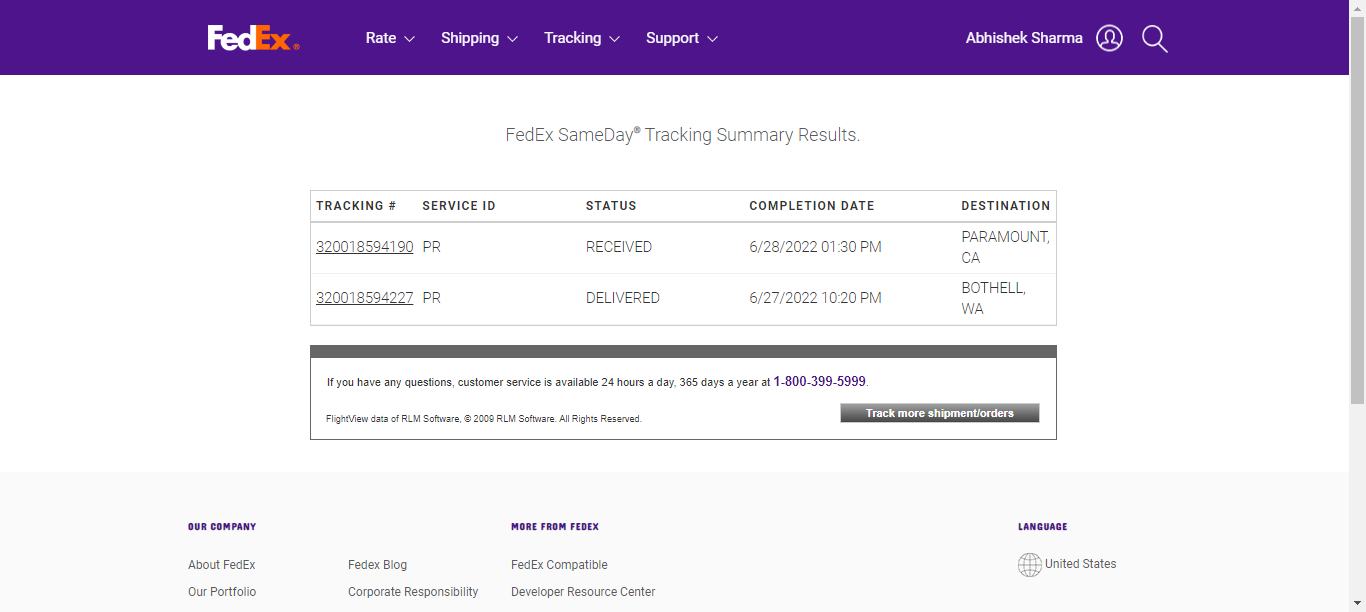 FedEx® Rate Shipping Tracking Support Abhishek Sharma
FedEx SameDay® Tracking Summary Results.
TRACKING # SERVICE ID STATUS COMPLETION DATE DESTINATION
320018594190 PR RECEIVED 6/28/2022 01:30 PM PARAMOUNT,
CA
320018594227 PR DELIVERED 6/27/2022 10:20 PM BOTHELL,
WA
If you have any questions, customer service is available 24 hours a day, 365 days a year at 1-800-399-5999.
Track more shipment/orders
FlightView data of RLM Software, © 2009 RLM Software. All Rights Reserved.
OUR COMPANY MORE FROM FEDEX LANGUAGE
About FedEx Fedex Blog FedEx Compatible United States
Our Portfolio Corporate Responsibility Developer Resource Center